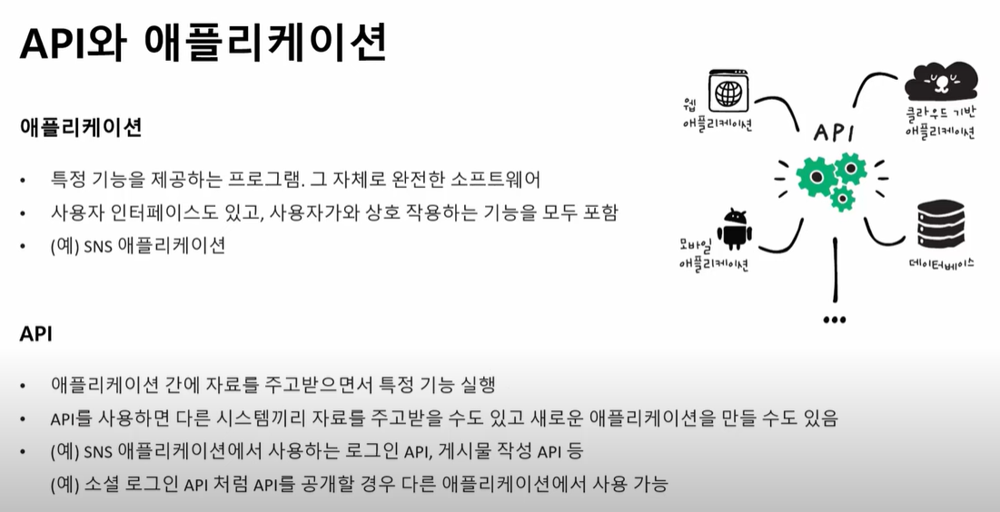 API와 애플리케이션
애플리케이션
• 특정 기능을 제공하는 프로그램. 그 자체로 완전한 소프트웨어
• 사용자 인터페이스도 있고, 사용자가와 상호 작용하는 기능을 모두 포함
• (예) SNS 애플리케이션
웹
애플리케이션
클라우드 기반
애플리케이션
API
모바일
애플리케이션
데이터베이스
API
• 애플리케이션 간에 자료를 주고받으면서 특정 기능 실행
• API를 사용하면 다른 시스템끼리 자료를 주고받을 수도 있고 새로운 애플리케이션을 만들 수도 있음
• (예) SNS 애플리케이션에서 사용하는 로그인 API, 게시물 작성 API 등
(예) 소셜 로그인 API 처럼 API를 공개할 경우 다른 애플리케이션에서 사용 가능